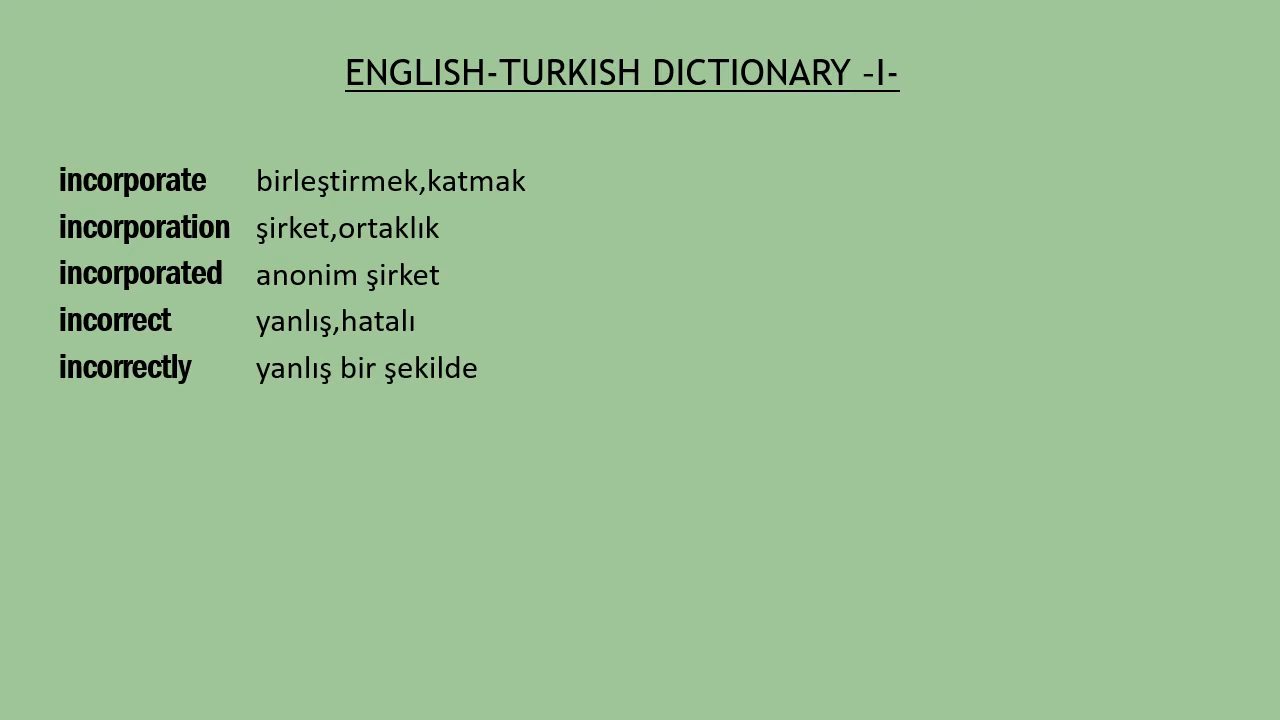 ENGLISH-TURKISH DICTIONARY –I-
incorporate birleştirmek,katmak
incorporation şirket,ortaklık
incorporated anonim şirket
incorrect yanlış,hatalı
incorrectly yanlış bir şekilde